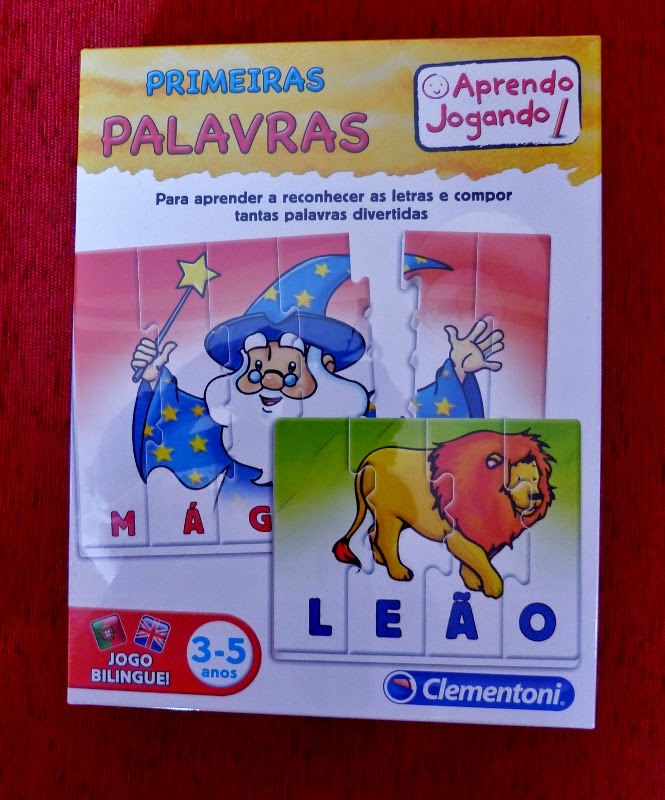 PRIMEIRAS
PALAVRAS
Aprendo
Jogando!
Para aprender a reconhecer as letras e compor
tantas palavras divertidas
M Á G
L E Ã O
JOGO
BILINGUE!
3-5
anos
Clementoni®